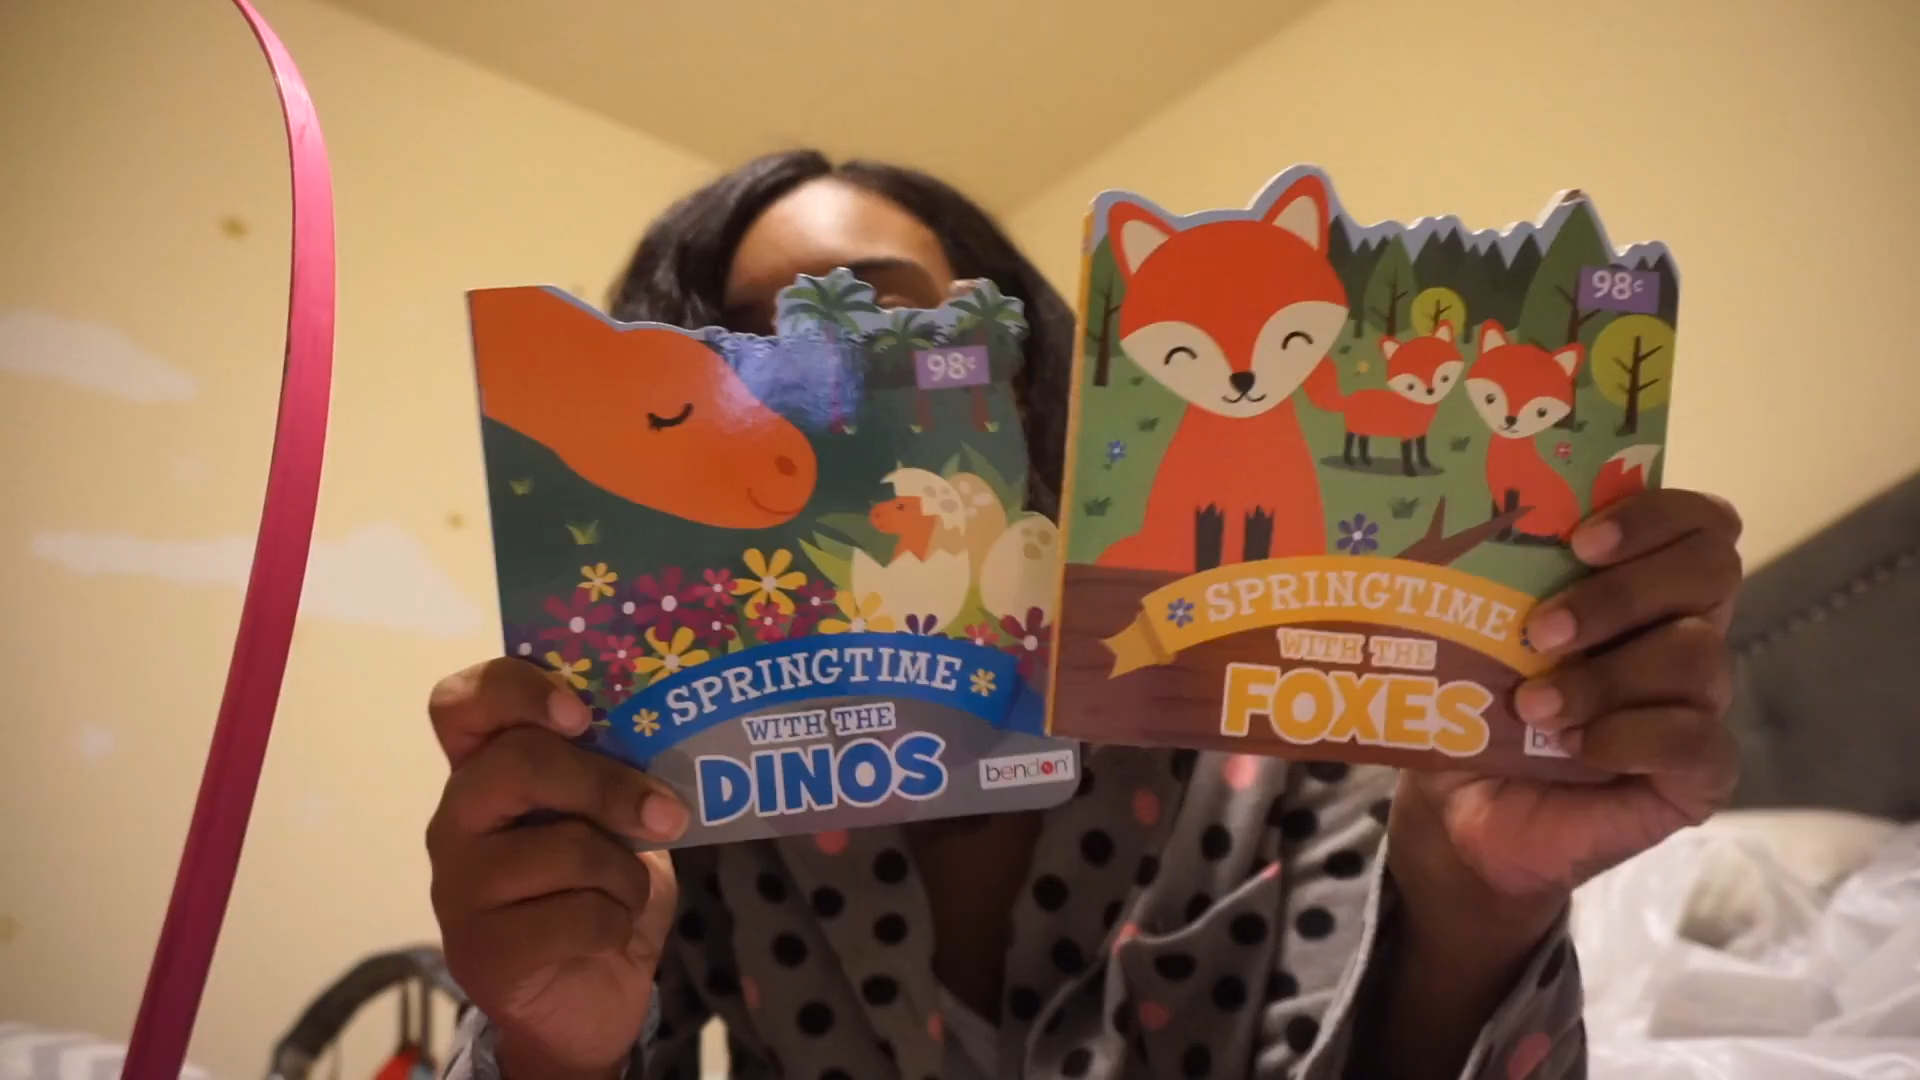 98¢
SPRINGTIME
WITH THE
DINOS
bendon
98¢
SPRINGTIME
WITH THE
FOXES